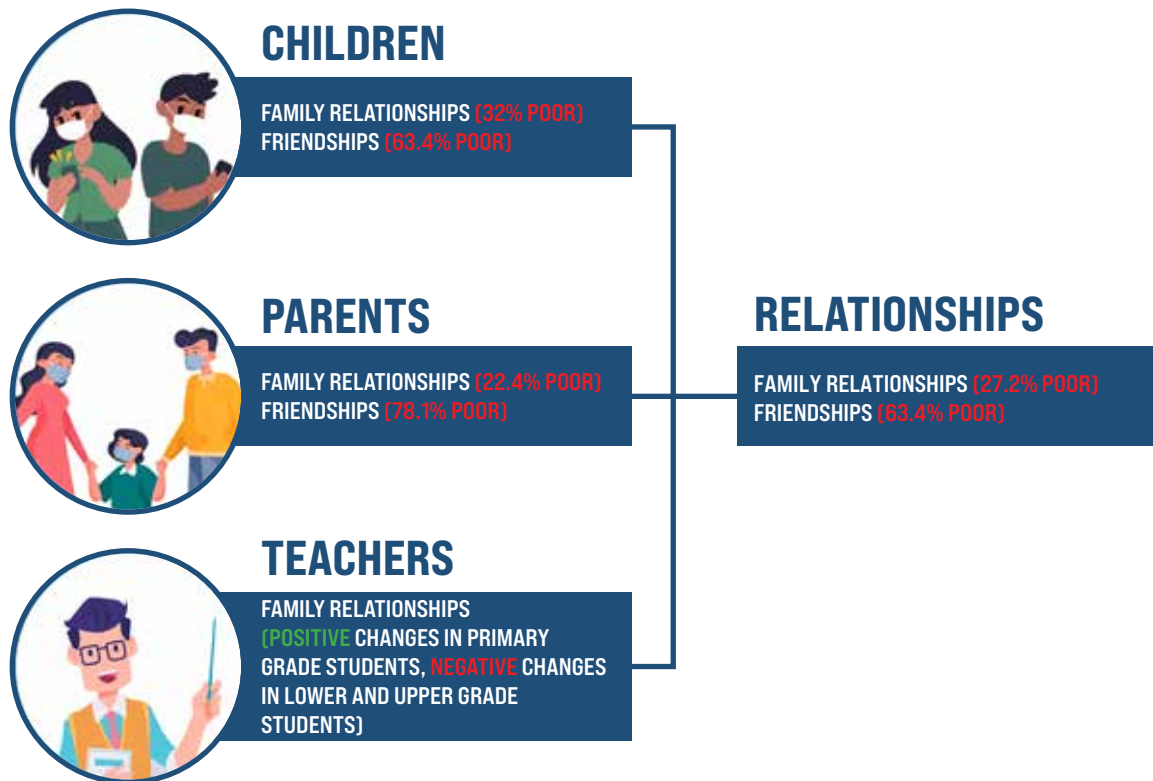 CHILDREN
FAMILY RELATIONSHIPS (32% POOR)
FRIENDSHIPS (63.4% POOR)
PARENTS
FAMILY RELATIONSHIPS (22.4% POOR)
FRIENDSHIPS (78.1% POOR)
TEACHERS
FAMILY RELATIONSHIPS
(POSITIVE CHANGES IN PRIMARY
GRADE STUDENTS, NEGATIVE CHANGES
IN LOWER AND UPPER GRADE
STUDENTS)
RELATIONSHIPS
FAMILY RELATIONSHIPS (27.2% POOR)
FRIENDSHIPS (63.4% POOR)